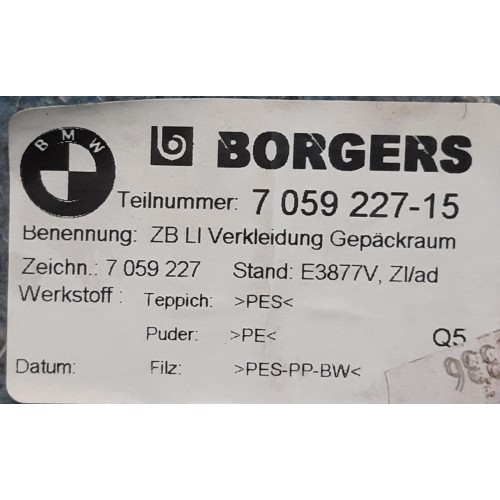 BMW BORGERS
Teilnummer: 7 059 227-15
Benennung: ZB LI Verkleidung Gepäckraum
Zeichn.: 7 059 227 Stand: E3877V, ZI/ad
Werkstoff : Teppich: >PES<
Puder: >PE< Q5
Datum: Filz: >PES-PP-BW<